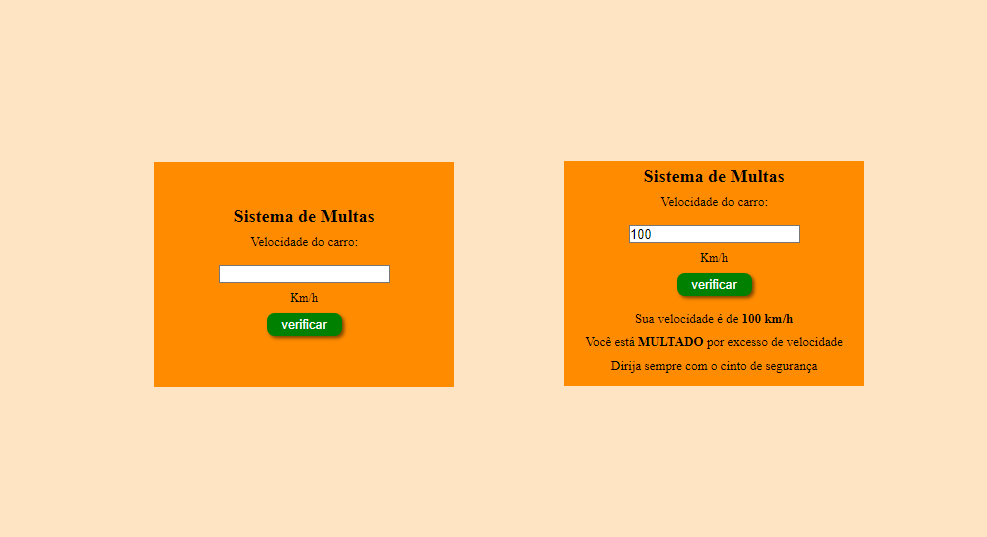 Sistema de Multas
Velocidade do carro:
Km/h
verificar
Sistema de Multas
Velocidade do carro:
100
Km/h
verificar
Sua velocidade é de 100 km/h
Você está MULTADO por excesso de velocidade
Dirija sempre com o cinto de segurança